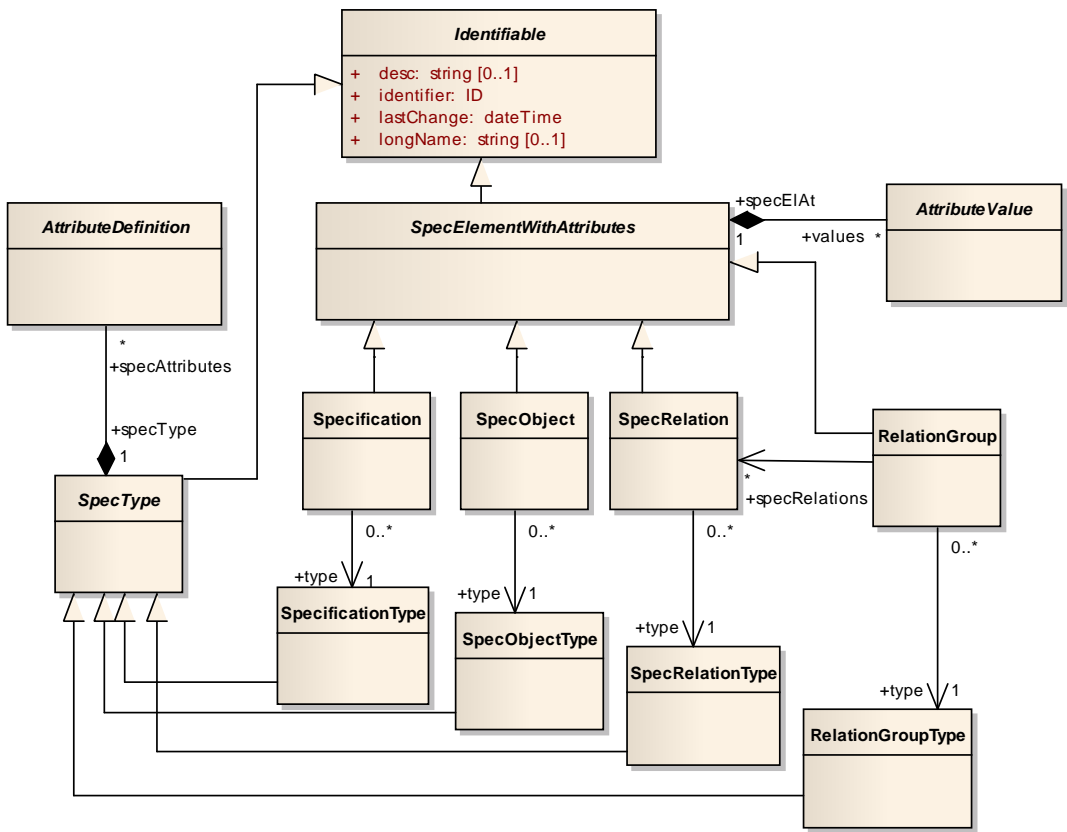 Identifiable
+ desc: string [0..1]
+ identifier: ID
+ lastChange: dateTime
+ longName: string [0..1]
AttributeDefinition
SpecElementWithAttributes
+specElAt
1
+values *
AttributeValue
*
+specAttributes
+specType
1
SpecType
Specification
SpecObject
SpecRelation
RelationGroup
*
+specRelations
0..*
0..*
0..*
0..*
+type 1
SpecificationType
+type 1
SpecObjectType
+type 1
SpecRelationType
+type 1
RelationGroupType